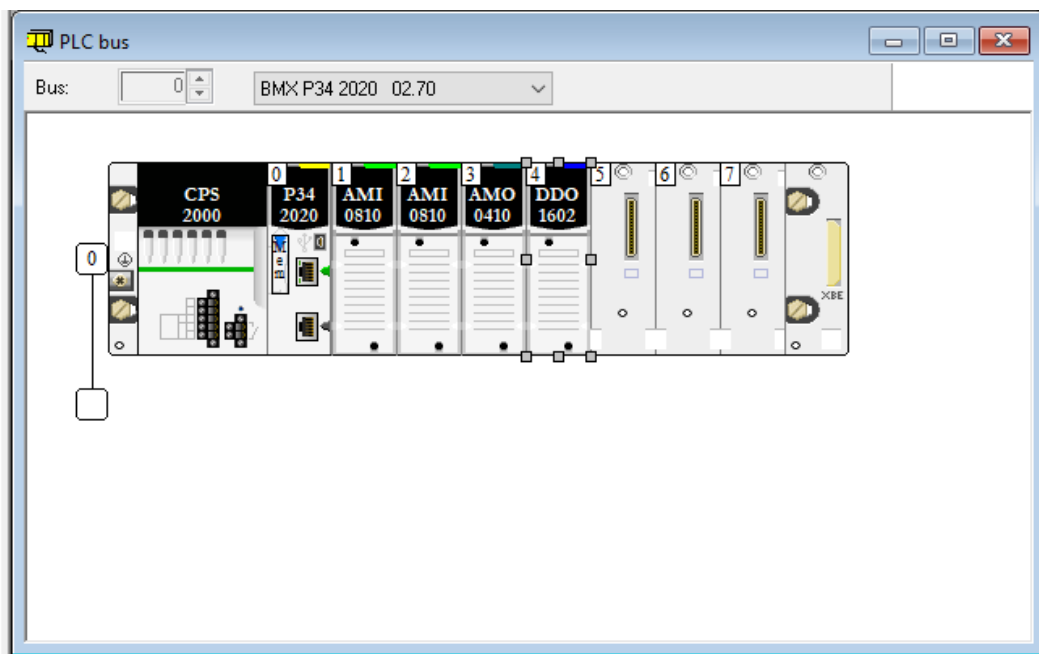 PLC bus
Bus:
0
BMX P34 2020 02.70
CPS
2000
0
P34
2020
Mem
1
AMI
0810
2
AMI
0810
3
AMO
0410
4
DDO
1602
5
6
7
XBE
0